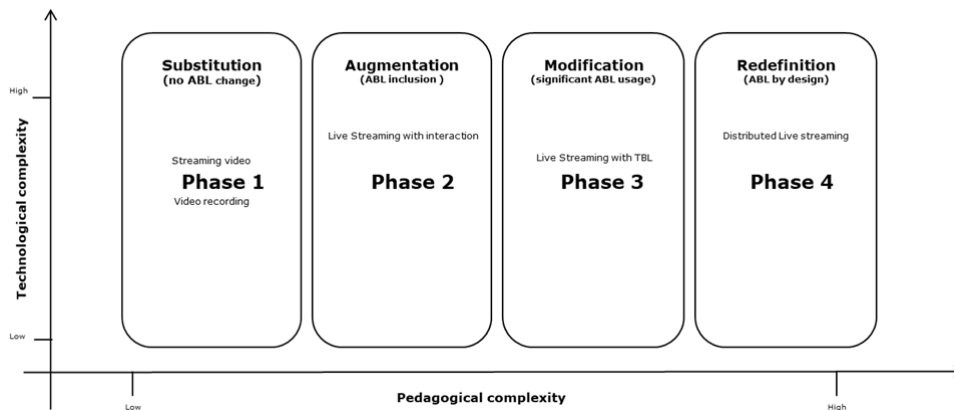 Substitution
(no ABL change)
Streaming video
Phase 1
Video recording
Augmentation
(ABL inclusion )
Live Streaming with interaction
Phase 2
Modification
(significant ABL usage)
Live Streaming with TBL
Phase 3
Redefinition
(ABL by design)
Distributed Live streaming
Phase 4
High
Technological complexity
Low
Low
Pedagogical complexity
High